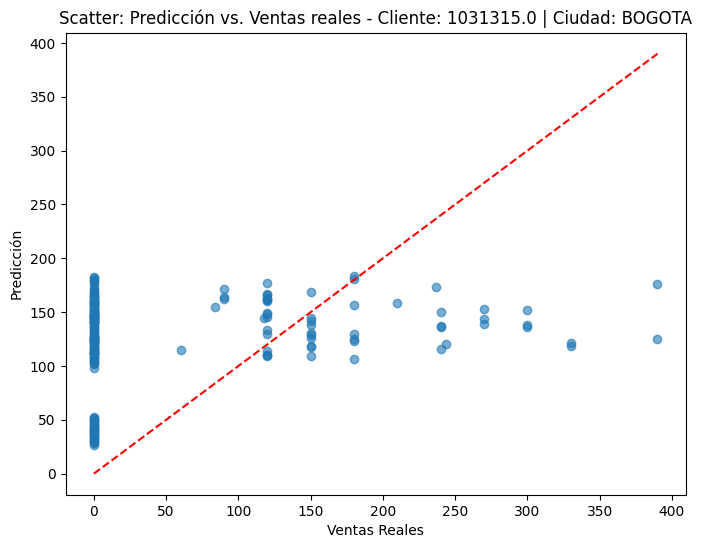 Scatter: Predicción vs. Ventas reales - Cliente: 1031315.0 | Ciudad: BOGOTA
400
350
300
250
200
150
100
50
0
Predicción
0 50 100 150 200 250 300 350 400
Ventas Reales